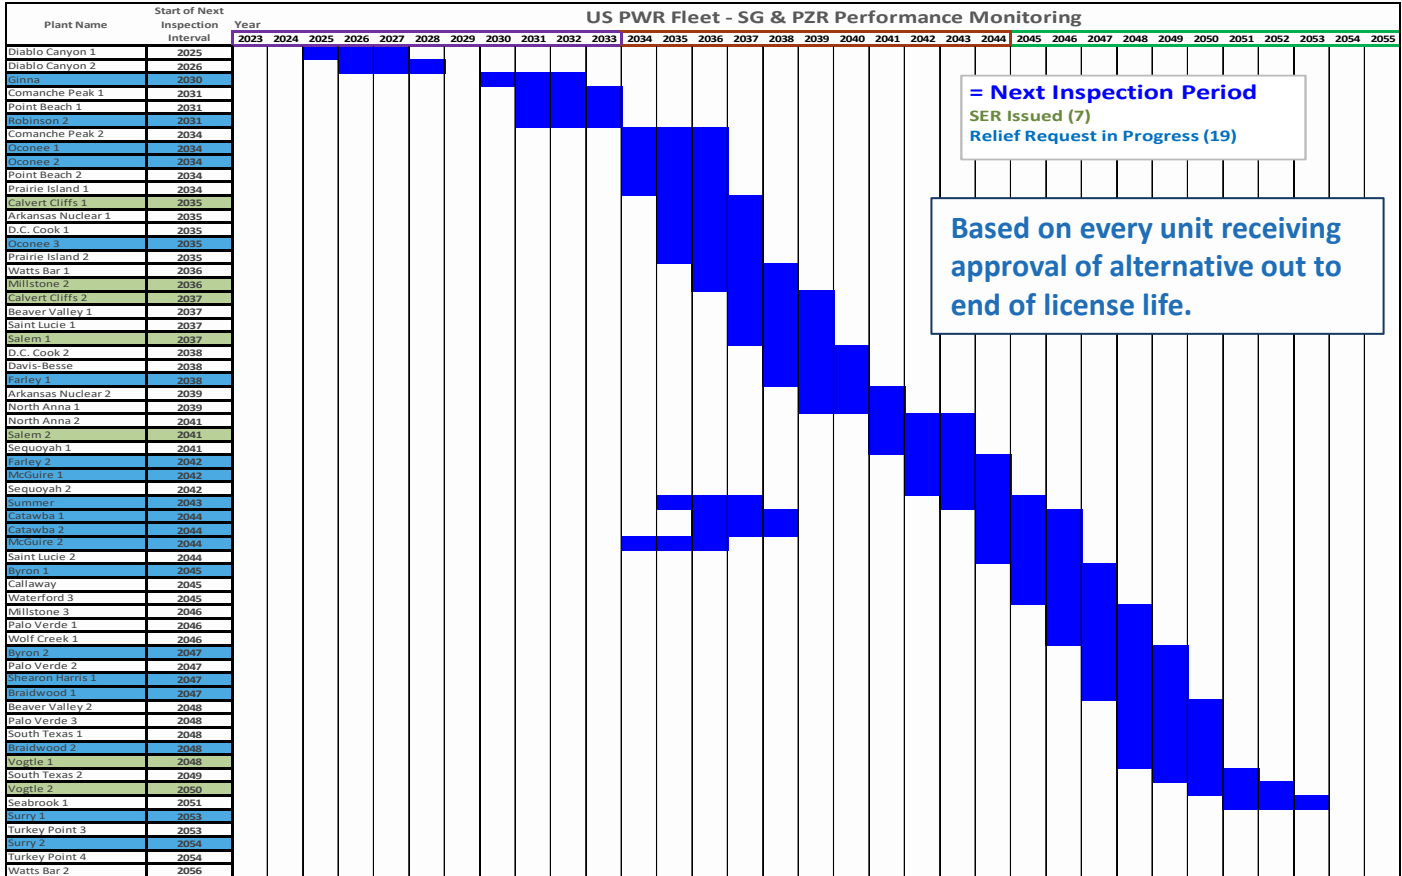 US PWR Fleet - SG & PZR Performance Monitoring
Plant Name
Start of Next
Inspection
Interval
Year
2023 2024 2025 2026 2027 2028 2029 2030 2031 2032 2033 2034 2035 2036 2037 2038 2039 2040 2041 2042 2043 2044 2045 2046 2047 2048 2049 2050 2051 2052 2053 2054 2055
Diablo Canyon 1 2025
Diablo Canyon 2 2026
Ginna 2030
Comanche Peak 1 2031
Point Beach 1 2031
Robinson 2 2031
Comanche Peak 2 2034
Oconee 1 2034
Oconee 2 2034
Point Beach 2 2034
Prairie Island 1 2034
Calvert Cliffs 1 2035
Arkansas Nuclear 1 2035
D.C. Cook 1 2035
Oconee 3 2035
Prairie Island 2 2035
Watts Bar 1 2036
Millstone 2 2036
Calvert Cliffs 2 2037
Beaver Valley 1 2037
Saint Lucie 1 2037
Salem 1 2037
D.C. Cook 2 2038
Davis-Besse 2038
Farley 1 2038
Arkansas Nuclear 2 2039
North Anna 1 2039
North Anna 2 2041
Salem 2 2041
Sequoyah 1 2041
Farley 2 2042
McGuire 1 2042
Sequoyah 2 2042
Summer 2043
Catawba 1 2044
Catawba 2 2044
McGuire 2 2044
Saint Lucie 2 2044
Byron 1 2045
Callaway 2045
Waterford 3 2045
Millstone 3 2046
Palo Verde 1 2046
Wolf Creek 1 2046
Byron 2 2047
Palo Verde 2 2047
Shearon Harris 1 2047
Braidwood 1 2047
Beaver Valley 2 2048
Palo Verde 3 2048
South Texas 1 2048
Braidwood 2 2048
Vogtle 1 2048
South Texas 2 2049
Vogtle 2 2050
Seabrook 1 2051
Surry 1 2053
Turkey Point 3 2053
Surry 2 2054
Turkey Point 4 2054
Watts Bar 2 2056
= Next Inspection Period
SER Issued (7)
Relief Request in Progress (19)
Based on every unit receiving
approval of alternative out to
end of license life.